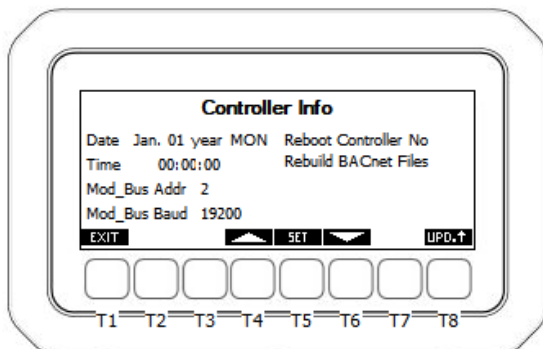 Controller Info
Date Jan. 01 year MON Reboot Controller No
Time 00:00:00 Rebuild BACnet Files
Mod_Bus Addr 2
Mod_Bus Baud 19200
EXIT SET UPD.↑
T1 T2 T3 T4 T5 T6 T7 T8